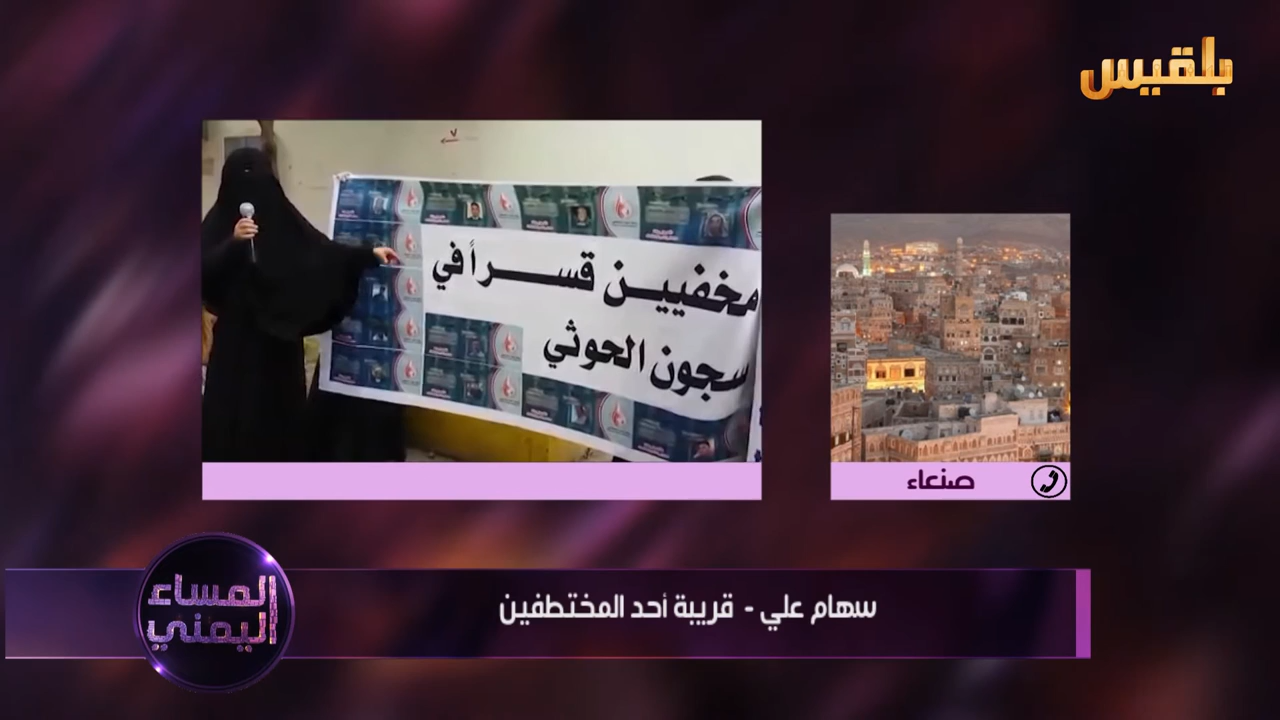 بلقيس
مخفيين قسراً في
سجون الحوثي
صنعاء
سهام علي - قريبة أحد المختطفين
المساء
اليمني